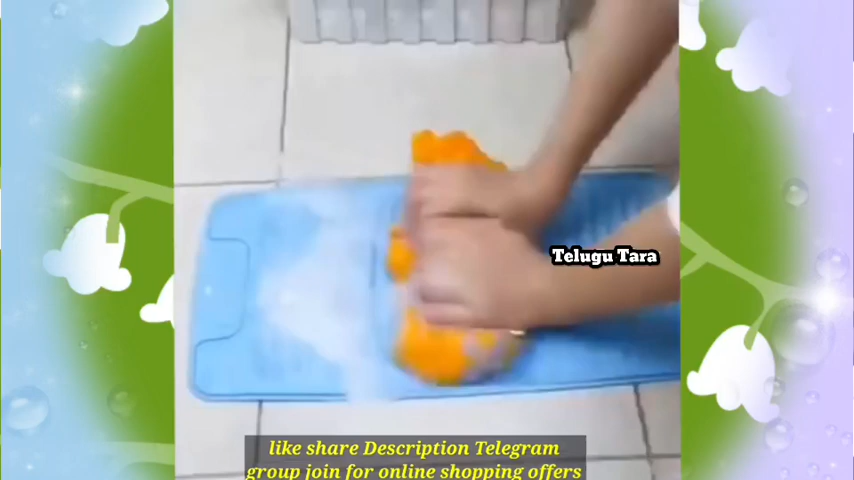 Telugu Tara
like share Description Telegram
group join for online shopping offers